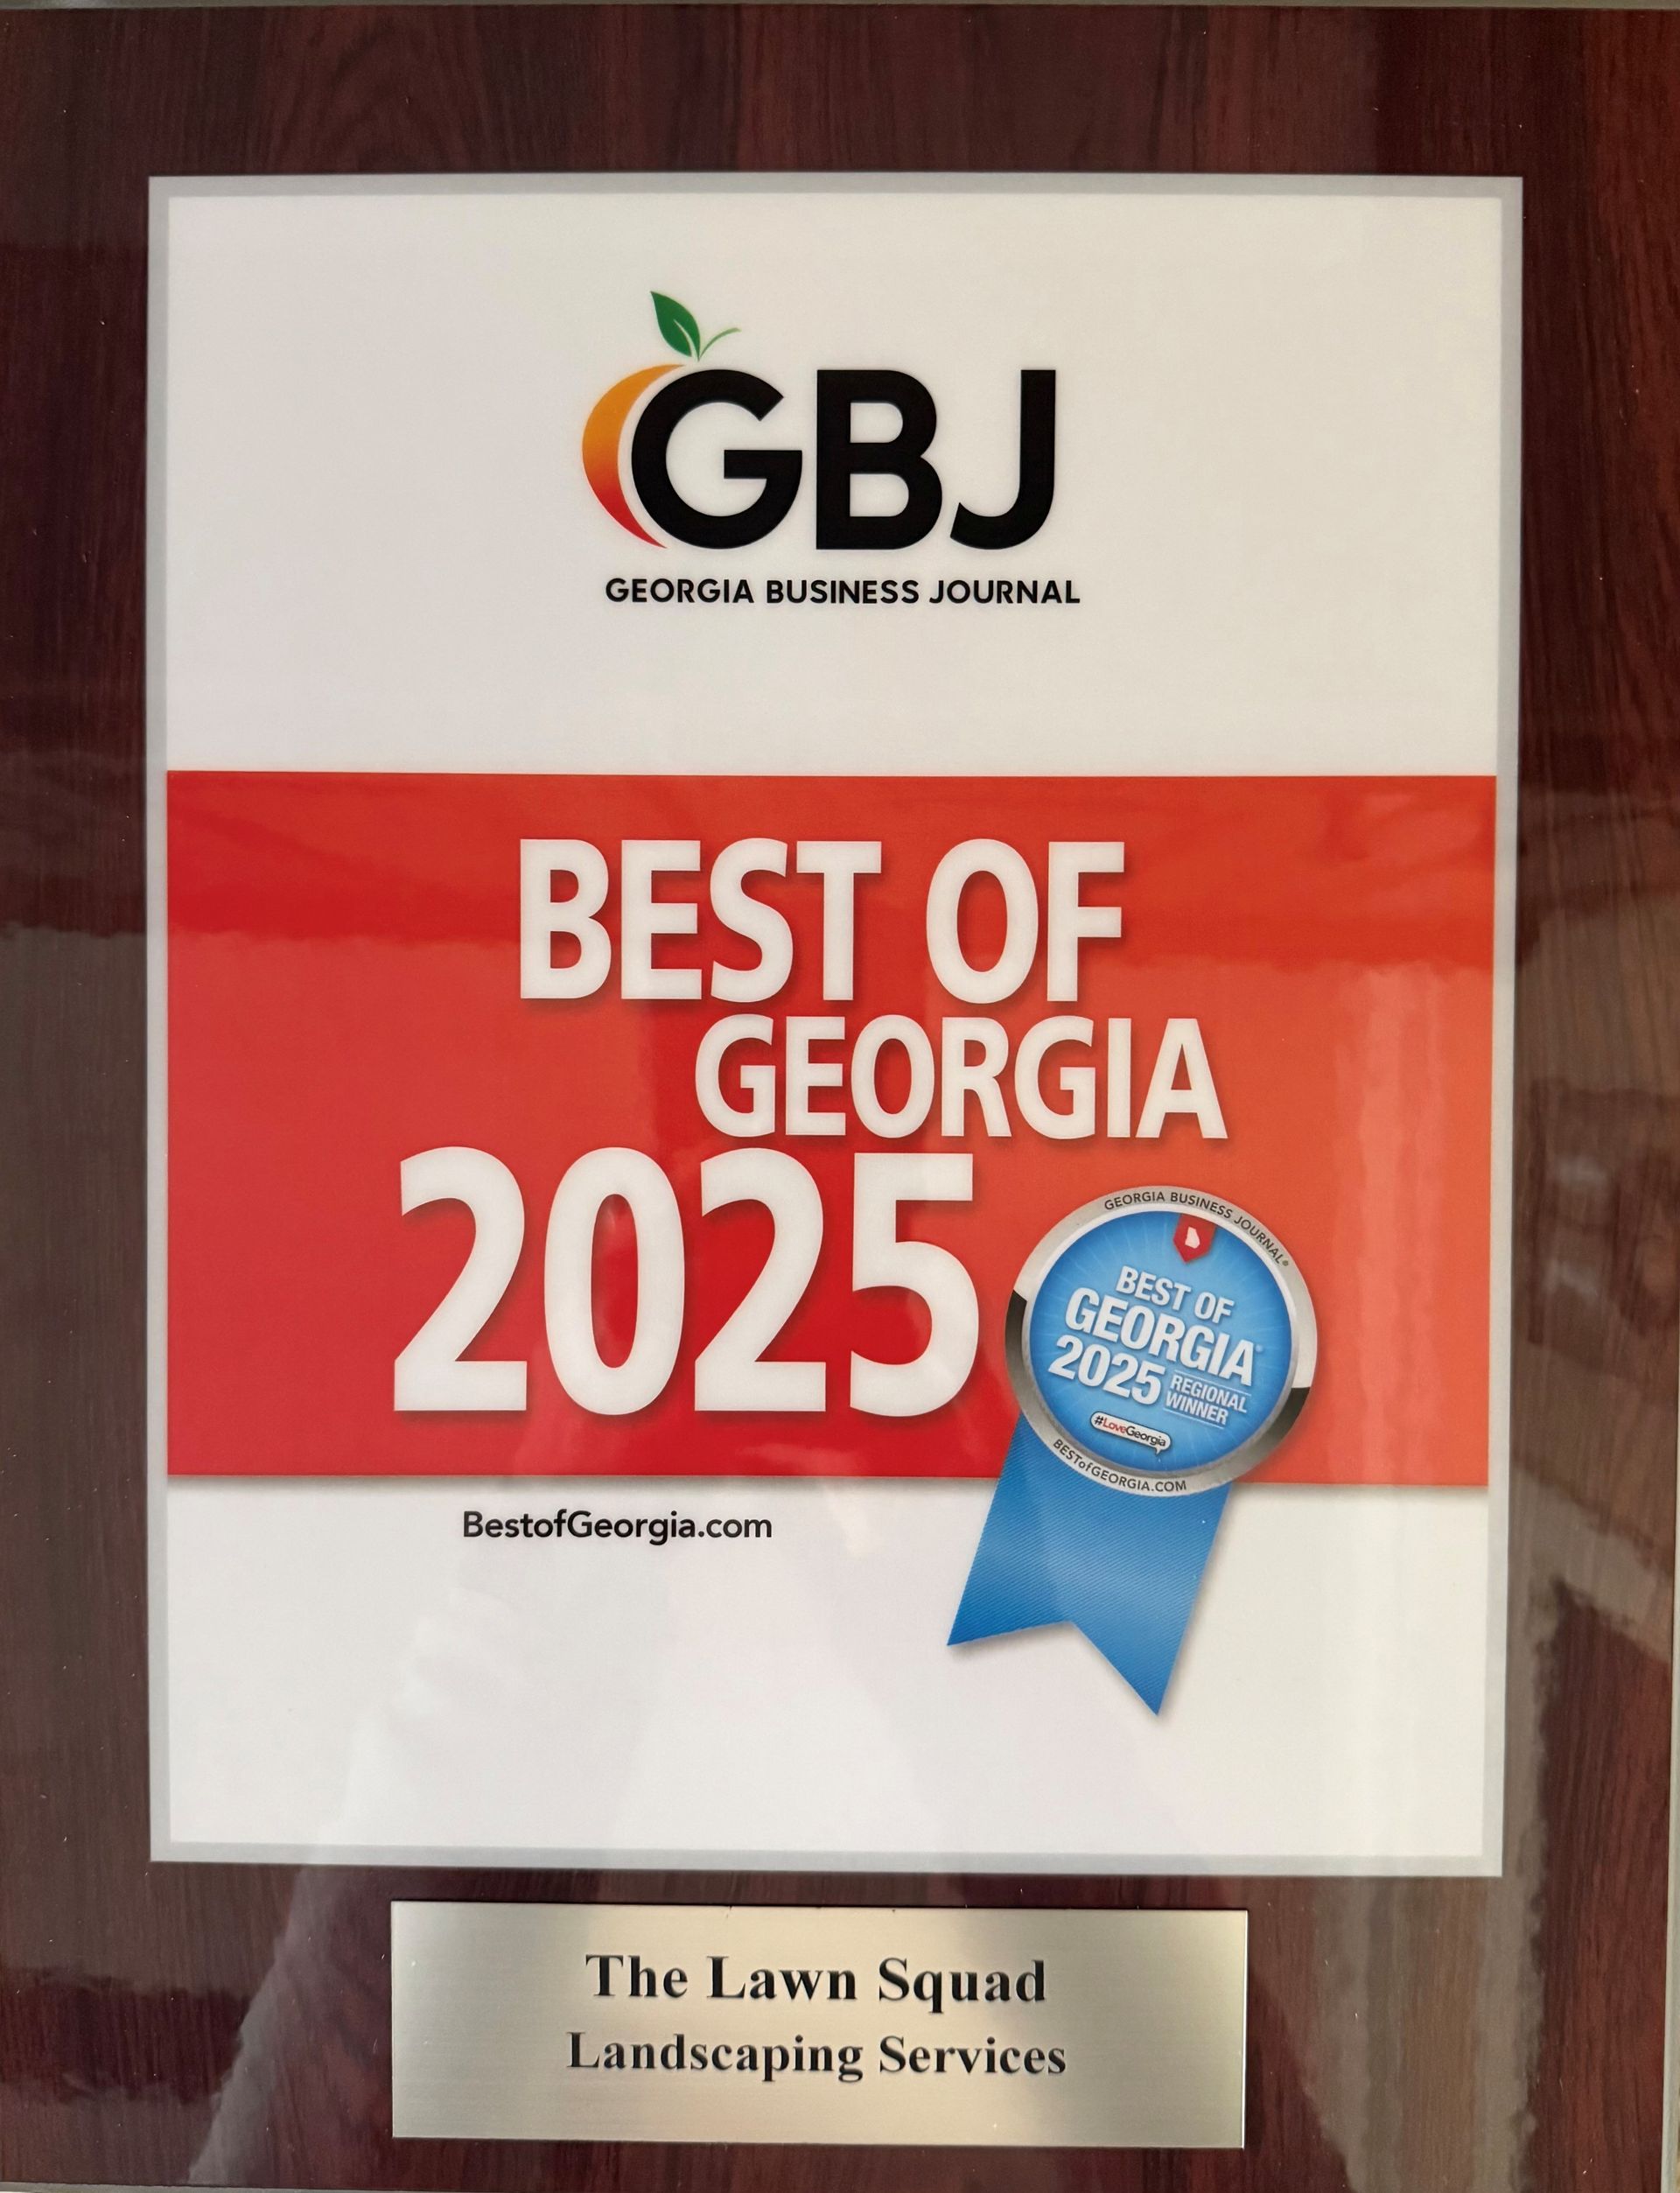 GBJ
GEORGIA BUSINESS JOURNAL
BEST OF
GEORGIA
2025
GEORGIA BUSINESS JOURNAL®
BEST OF
GEORGIA®
2025 REGIONAL
WINNER
#LoveGeorgia
BESTofGEORGIA.COM
BestofGeorgia.com
The Lawn Squad
Landscaping Services